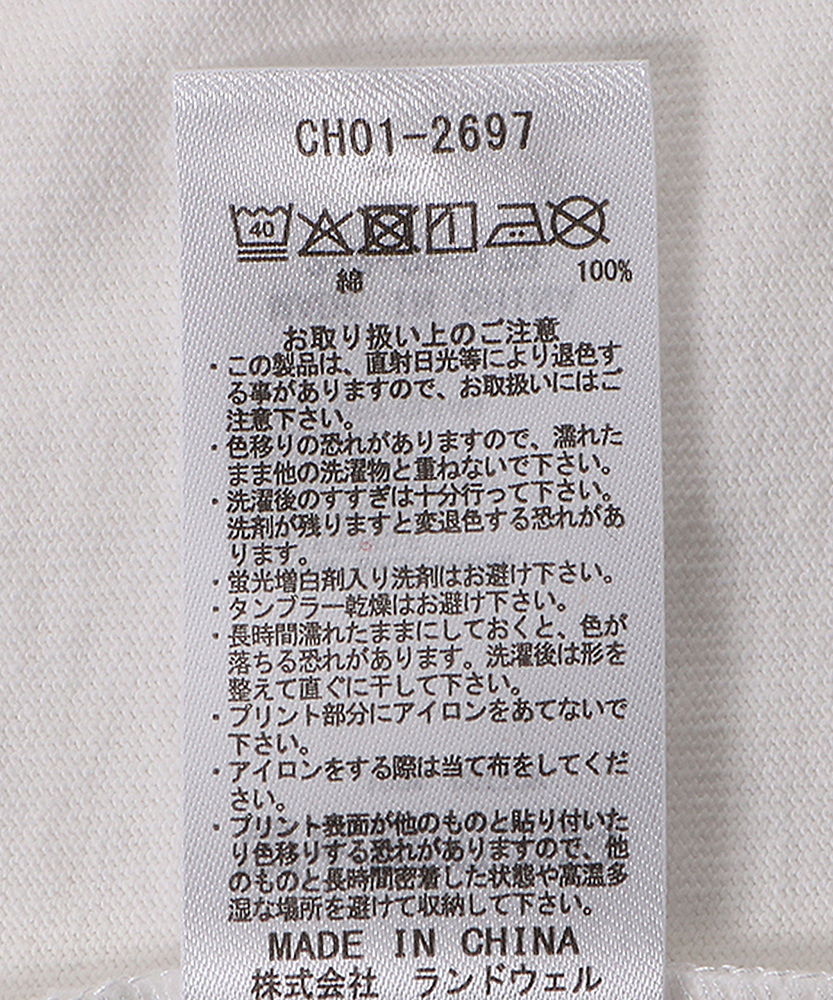 CH01-2697
40
綿 100%
お取り扱い上のご注意
・この製品は、直射日光等により退色す
る事がありますので、お取扱いにはご
注意下さい。
・色移りの恐れがありますので、濡れた
まま他の洗濯物と重ねないで下さい。
・洗濯後のすすぎは十分行って下さい。
洗剤が残りますと変退色する恐れがあ
ります。
・蛍光増白剤入り洗剤はお避け下さい。
・タンブラー乾燥はお避け下さい。
・長時間濡れたままにしておくと、色が
落ちる恐れがあります。洗濯後は形を
整えて直ぐに干して下さい。
・プリント部分にアイロンをあてないで
下さい。
・アイロンをする際は当て布をしてくだ
さい。
・プリント表面が他のものと貼り付いた
り色移りする恐れがありますので、他
のものと長時間密着した状態や高温多
湿な場所を避けて収納して下さい。
MADE IN CHINA
株式会社 ランドウェル